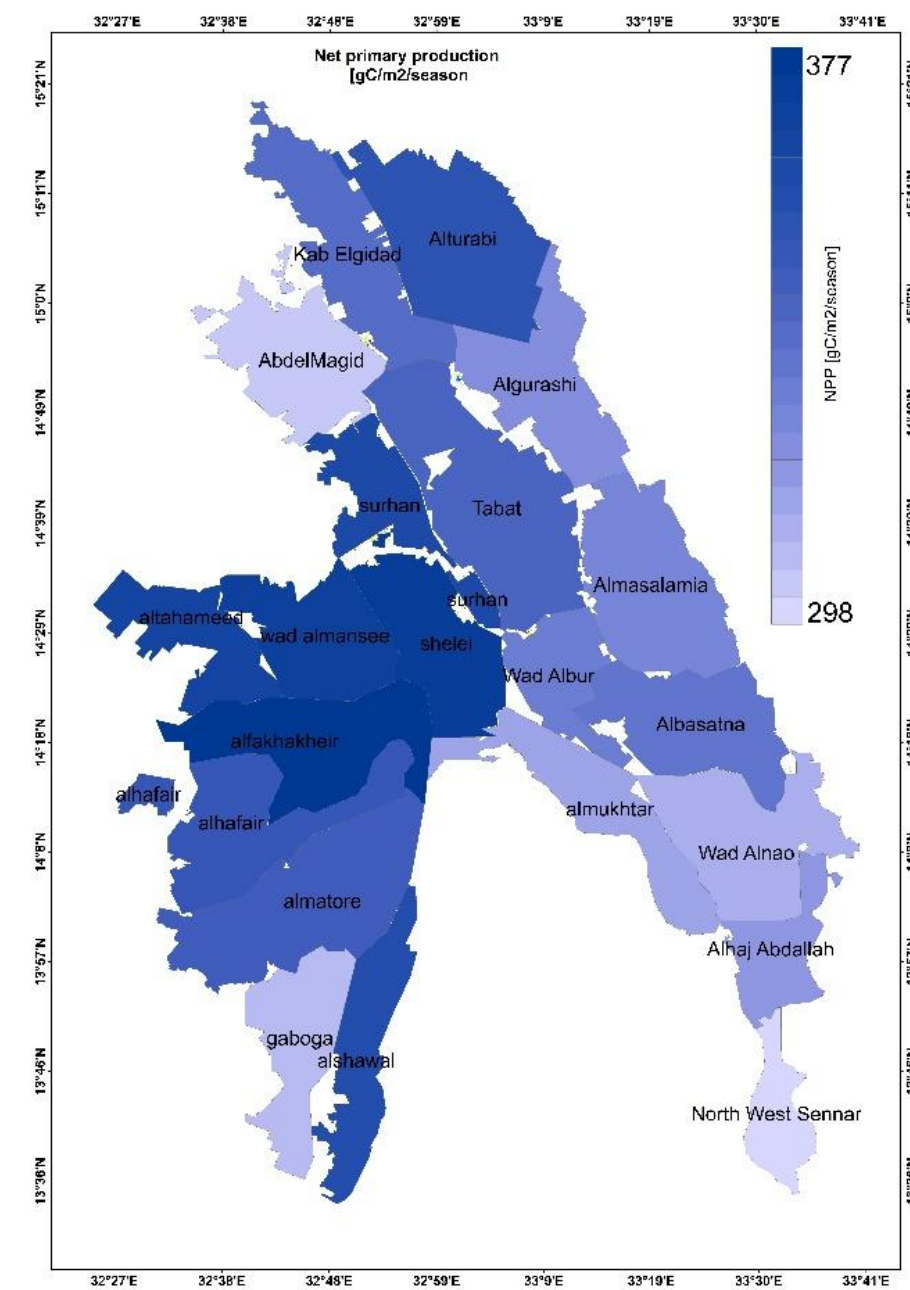 32°27'E 32°38'E 32°48'E 32°59'E 33°9'E 33°19'E 33°30'E 33°41'E
Net primary production
[gC/m2/season
377
NPP [gC/m2/season]
298
15°21'N
15°11'N
15°0'N
14°49'N
14°39'N
14°18'N
14°8'N
13°57'N
13°46'N
13°36'N
Alturabi
Kab Elgidad
AbdelMagid
Algurashi
surhan
Tabat
Almasalamia
surhan
altahameed
wad almansee
shelei
Wad Albur
Albasatna
alfakhakheir
alhafair
almukhtar
alhafair
Wad Alnao
almatore
Alhaj Abdallah
gaboga
alshawal
North West Sennar
32°27'E 32°38'E 32°48'E 32°59'E 33°9'E 33°19'E 33°30'E 33°41'E